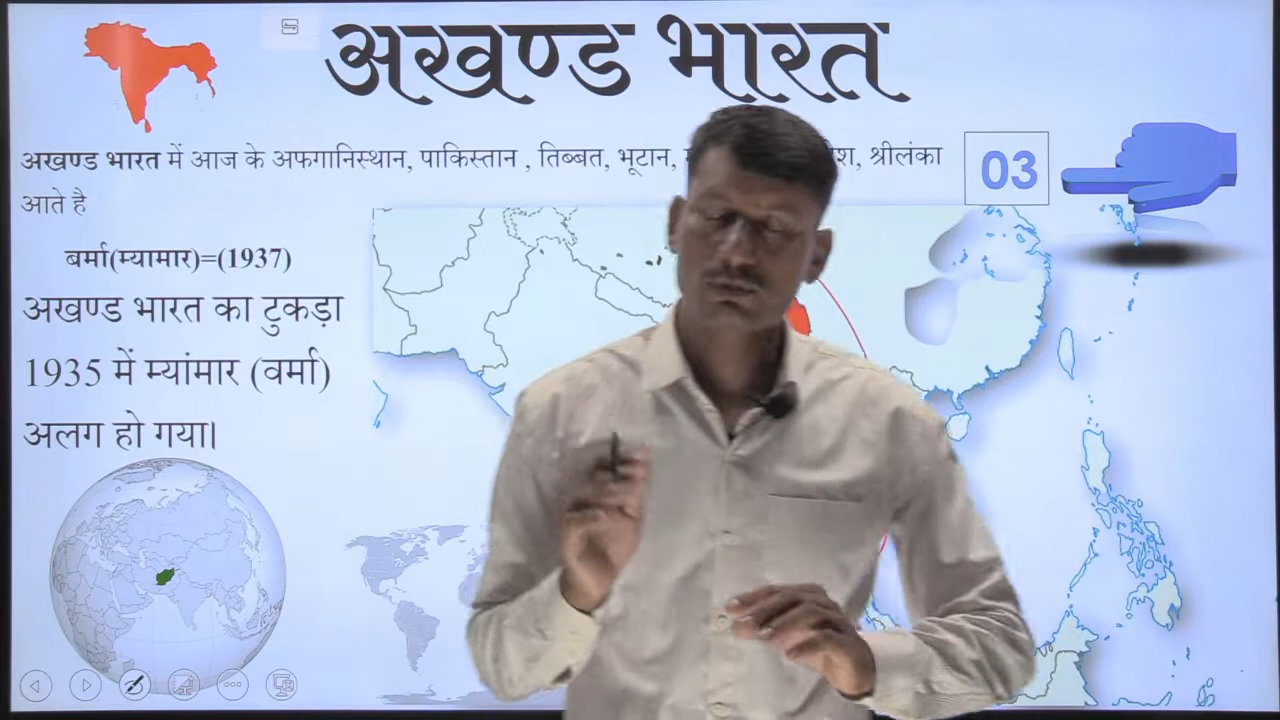 अखण्ड भारत
अखण्ड भारत में आज के अफगानिस्थान, पाकिस्तान , तिब्बत, भूटान, श्रीलंका
03
आते है
बर्मा(म्यामार)=(1937)
अखण्ड भारत का टुकड़ा
1935 में म्यांमार (वर्मा)
अलग हो गया।